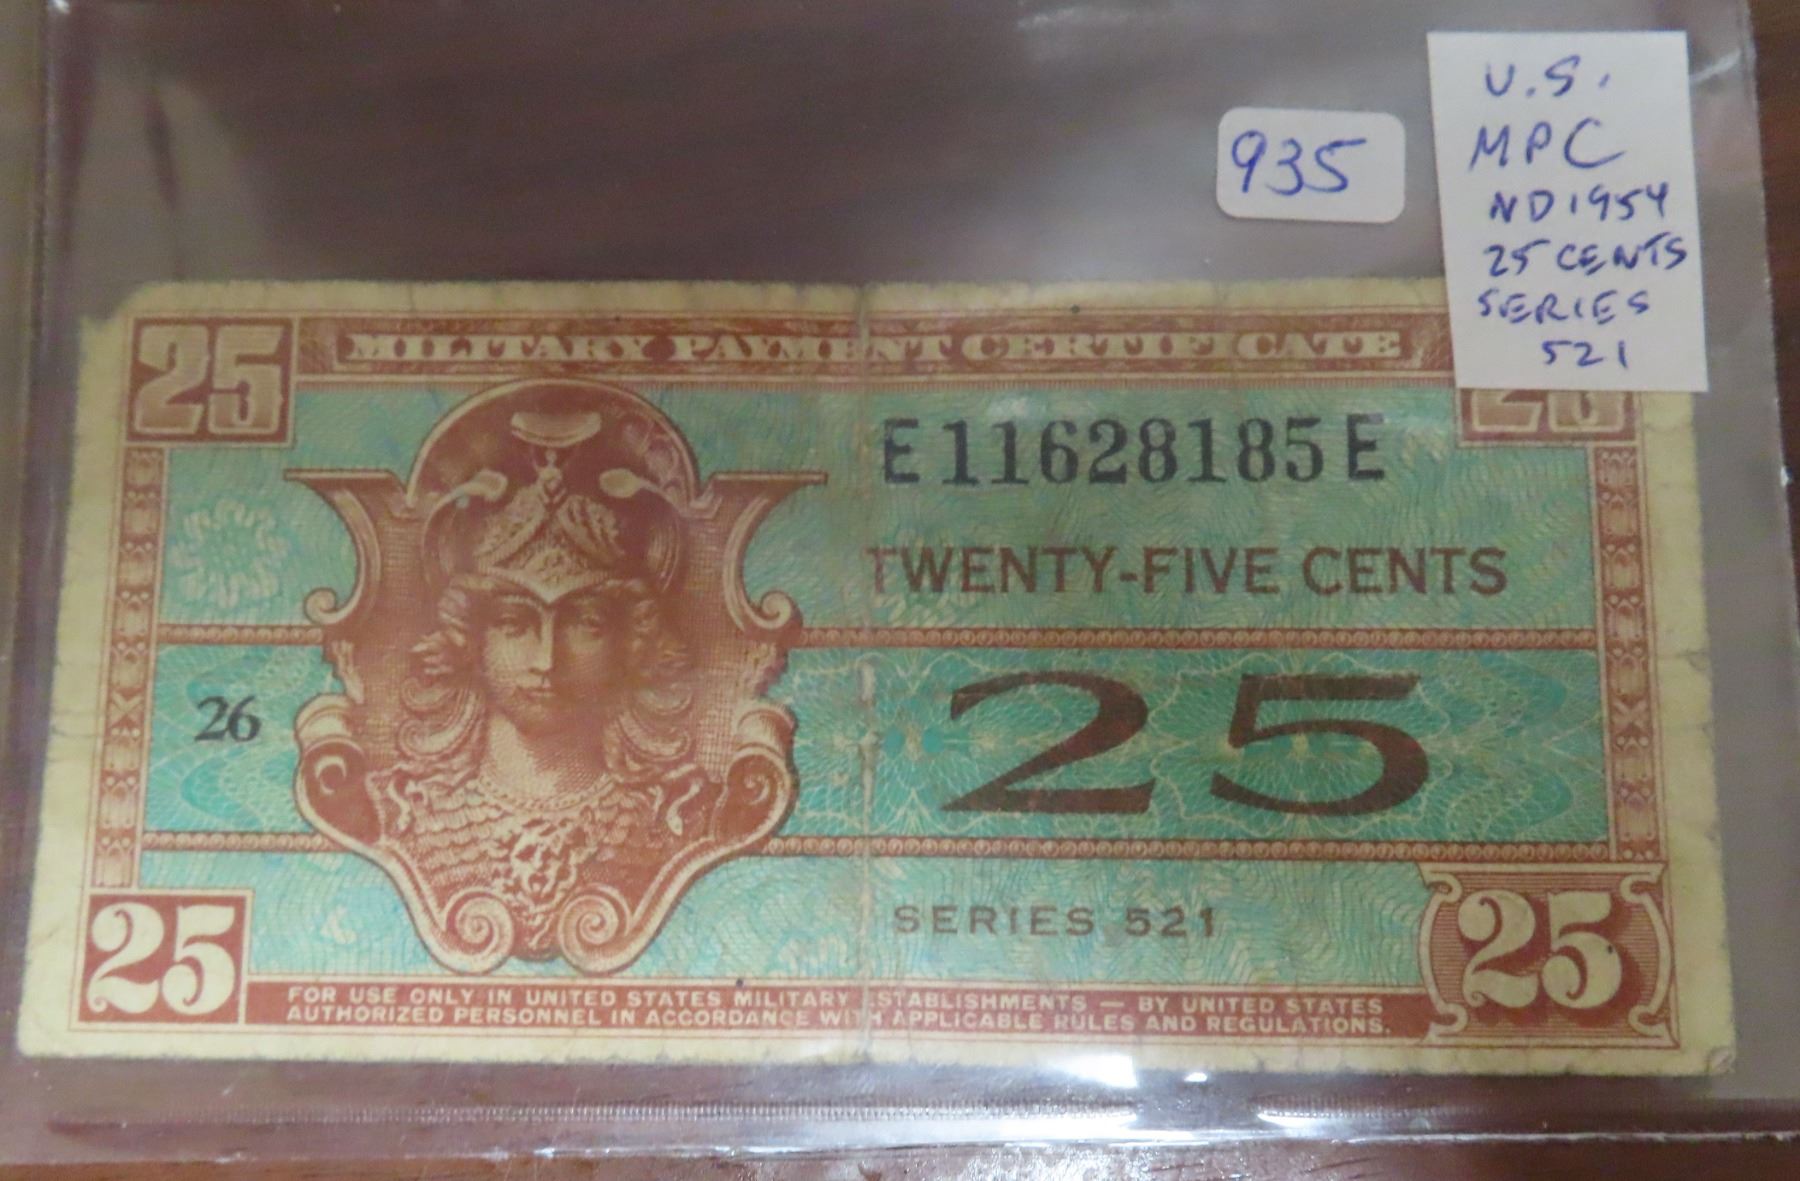 U.S.
MPC
ND1954
25 CENTS
SERIES
521
935
25
MILITARY PAYMENT CERTIFICATE
25
E11628185E
TWENTY-FIVE CENTS
26
25
SERIES 521
25
FOR USE ONLY IN UNITED STATES MILITARY ESTABLISHMENTS — BY UNITED STATES
AUTHORIZED PERSONNEL IN ACCORDANCE WITH APPLICABLE RULES AND REGULATIONS.
25